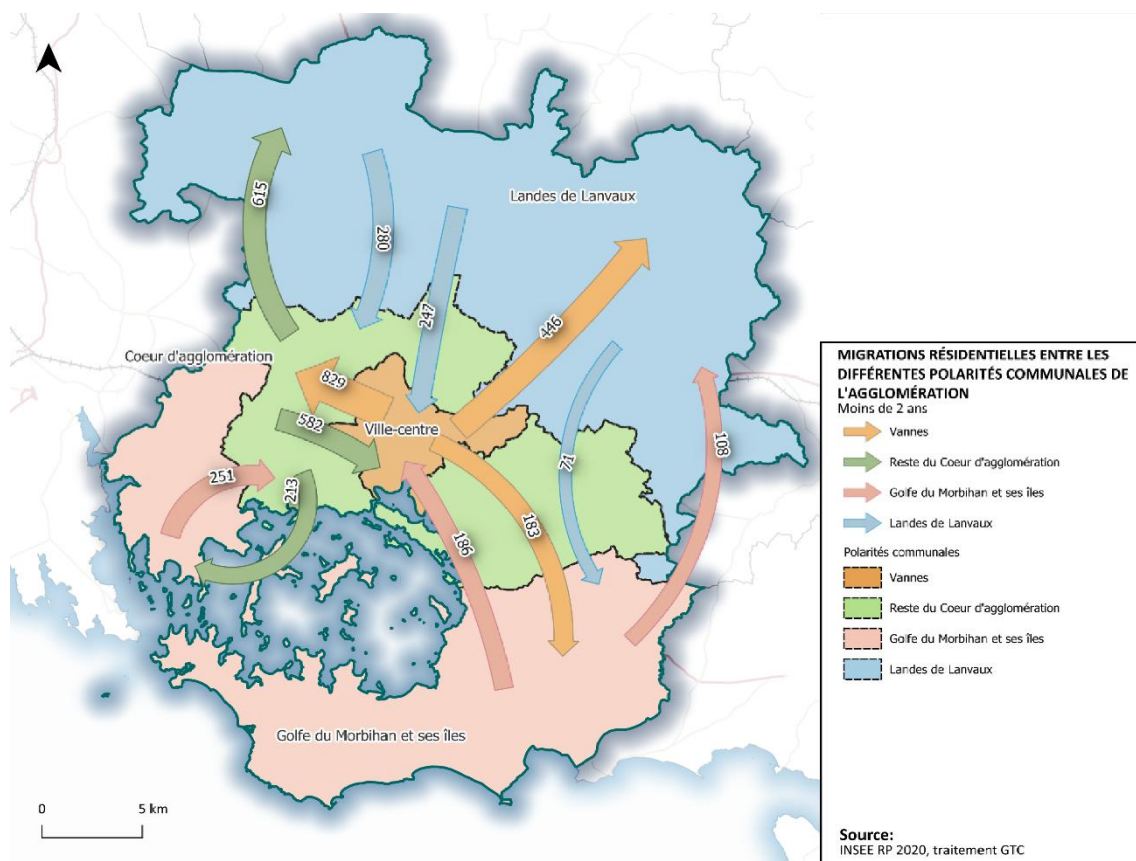 615
280
Landes de Lanvaux
247
446
Coeur d'agglomération
829
Ville-centre
582
71
108
251
213
183
186
Golfe du Morbihan et ses îles
0 5 km
MIGRATIONS RÉSIDENTIELLES ENTRE LES
DIFFÉRENTES POLARITÉS COMMUNALES DE
L'AGGLOMÉRATION
Moins de 2 ans
Vannes
Reste du Coeur d'agglomération
Golfe du Morbihan et ses îles
Landes de Lanvaux
Polarités communales
Vannes
Reste du Coeur d'agglomération
Golfe du Morbihan et ses îles
Landes de Lanvaux
Source:
INSEE RP 2020, traitement GTC